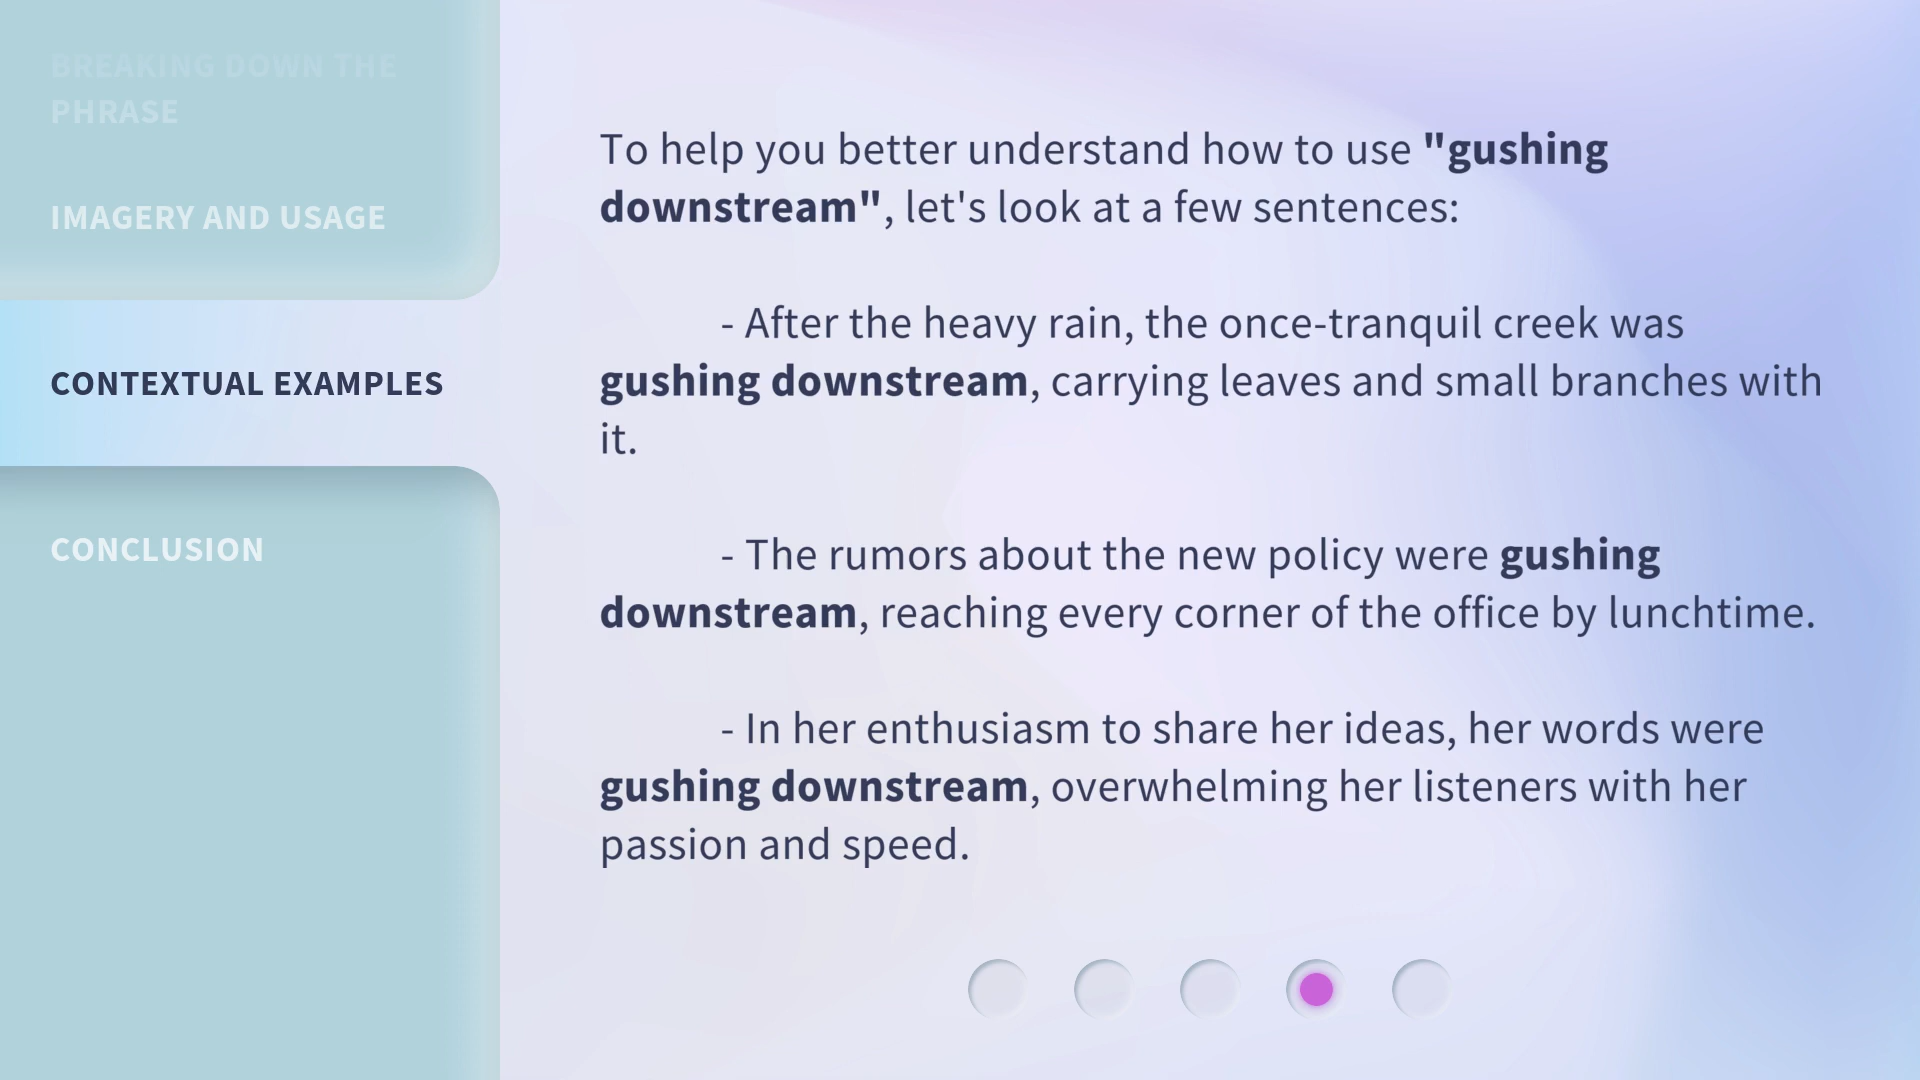 BREAKING DOWN THE
PHRASE
IMAGERY AND USAGE
CONTEXTUAL EXAMPLES
CONCLUSION
To help you better understand how to use "gushing
downstream", let's look at a few sentences:
- After the heavy rain, the once-tranquil creek was
gushing downstream, carrying leaves and small branches with
it.
- The rumors about the new policy were gushing
downstream, reaching every corner of the office by lunchtime.
- In her enthusiasm to share her ideas, her words were
gushing downstream, overwhelming her listeners with her
passion and speed.